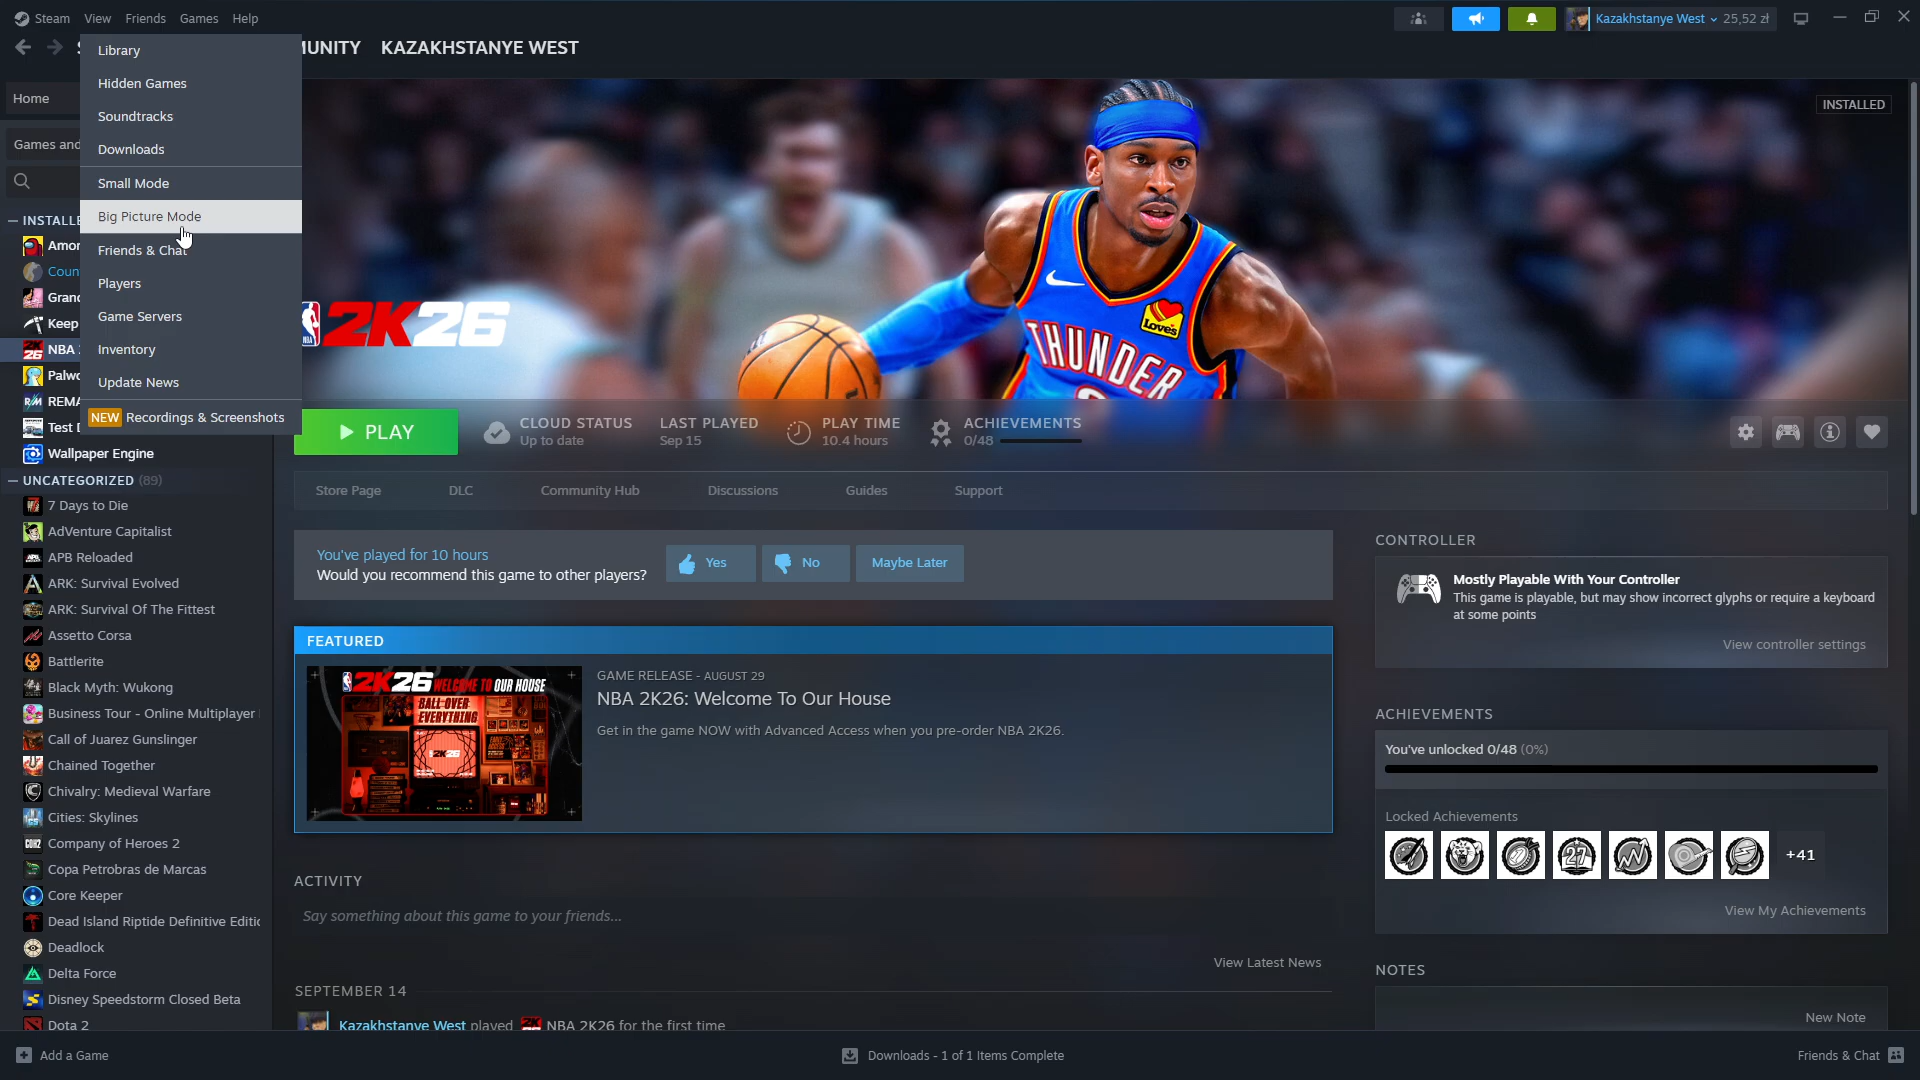 Steam View Friends Games Help
Kazakhstanye West 25,52 zł
MUNITY KAZAKHSTANYE WEST
Library
Hidden Games
Soundtracks
Downloads
Small Mode
Big Picture Mode
Friends & Chat
Players
Game Servers
Inventory
Update News
NEW Recordings & Screenshots
Home
Games and
INSTALLE
Amor
Coun
Grand
Keep
NBA
Palwo
REMA
Test D
Wallpaper Engine
UNCATEGORIZED (89)
7 Days to Die
AdVenture Capitalist
APB Reloaded
ARK: Survival Evolved
ARK: Survival Of The Fittest
Assetto Corsa
Battlerite
Black Myth: Wukong
Business Tour - Online Multiplayer
Call of Juarez Gunslinger
Chained Together
Chivalry: Medieval Warfare
Cities: Skylines
Company of Heroes 2
Copa Petrobras de Marcas
Core Keeper
Dead Island Riptide Definitive Editic
Deadlock
Delta Force
Disney Speedstorm Closed Beta
Dota 2
INSTALLED
2K26
Loves
THUNDER
PLAY
CLOUD STATUS
Up to date
LAST PLAYED
Sep 15
PLAY TIME
10.4 hours
ACHIEVEMENTS
0/48
Store Page DLC Community Hub Discussions Guides Support
You've played for 10 hours
Would you recommend this game to other players?
Yes No Maybe Later
FEATURED
2K26 WELCOME TO OUR HOUSE
BALL OVER
EVERYTHING
2K26
GAME RELEASE - AUGUST 29
NBA 2K26: Welcome To Our House
Get in the game NOW with Advanced Access when you pre-order NBA 2K26.
ACTIVITY
Say something about this game to your friends...
View Latest News
SEPTEMBER 14
Kazakhstanye West played NBA 2K26 for the first time
CONTROLLER
Mostly Playable With Your Controller
This game is playable, but may show incorrect glyphs or require a keyboard
at some points
View controller settings
ACHIEVEMENTS
You've unlocked 0/48 (0%)
Locked Achievements
27
+41
View My Achievements
NOTES
New Note
Add a Game
Downloads - 1 of 1 Items Complete
Friends & Chat